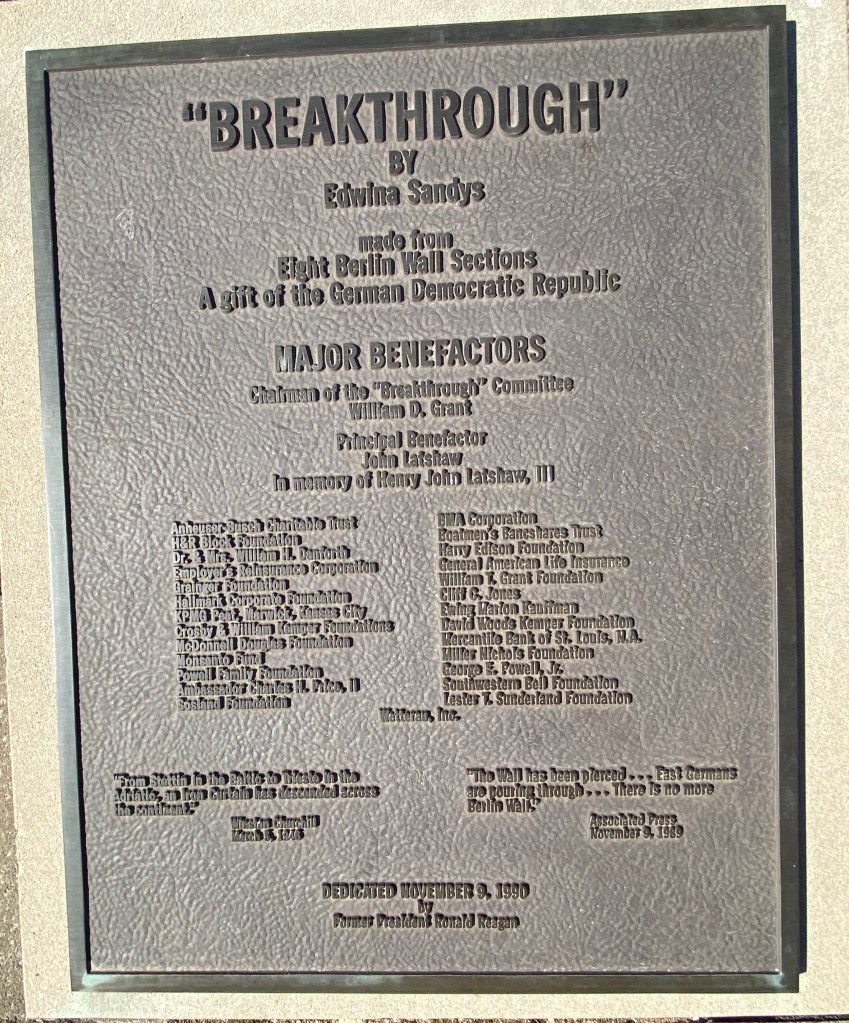 "BREAKTHROUGH"
BY
Edwina Sandys
made from
Eight Berlin Wall Sections
A gift of the German Democratic Republic
MAJOR BENEFACTORS
Chairman of the "Breakthrough" Committee
William D. Grant
Principal Benefactor
John Latshaw
In memory of Henry John Latshaw, III
Anheuser-Busch Charitable Trust
H&R Block Foundation
Dr. & Mrs. William H. Danforth
Employer's Reinsurance Corporation
Grainger Foundation
Hallmark Corporate Foundation
KPMG Peat, Marwick, Kansas City
Crosby & William Kemper Foundations
McDonnell Douglas Foundation
Monsanto Fund
Powell Family Foundation
Ambassador Charles H. Price, II
Sosland Foundation
BMA Corporation
Boatmen's Bancshares Trust
Harry Edison Foundation
General American Life Insurance
William T. Grant Foundation
Cliff C. Jones
Ewing Marion Kauffman
David Woods Kemper Foundation
Mercantile Bank of St. Louis, N.A.
Miller Nichols Foundation
George E. Powell, Jr.
Southwestern Bell Foundation
Lester T. Sunderland Foundation
Wetterau, Inc.
"From Stettin in the Baltic to Trieste in the
Adriatic, an Iron Curtain has descended across
the continent."
Winston Churchill
March 5, 1946
"The Wall has been pierced . . . East Germans
are pouring through . . . There is no more
Berlin Wall."
Associated Press
November 9, 1989
DEDICATED NOVEMBER 9, 1990
by
Former President Ronald Reagan